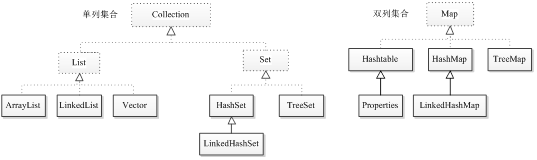 单列集合
Collection
双列集合
Map
List
Set
Hashtable
HashMap
TreeMap
ArrayList
LinkedList
Vector
HashSet
TreeSet
Properties
LinkedHashMap
LinkedHashSet